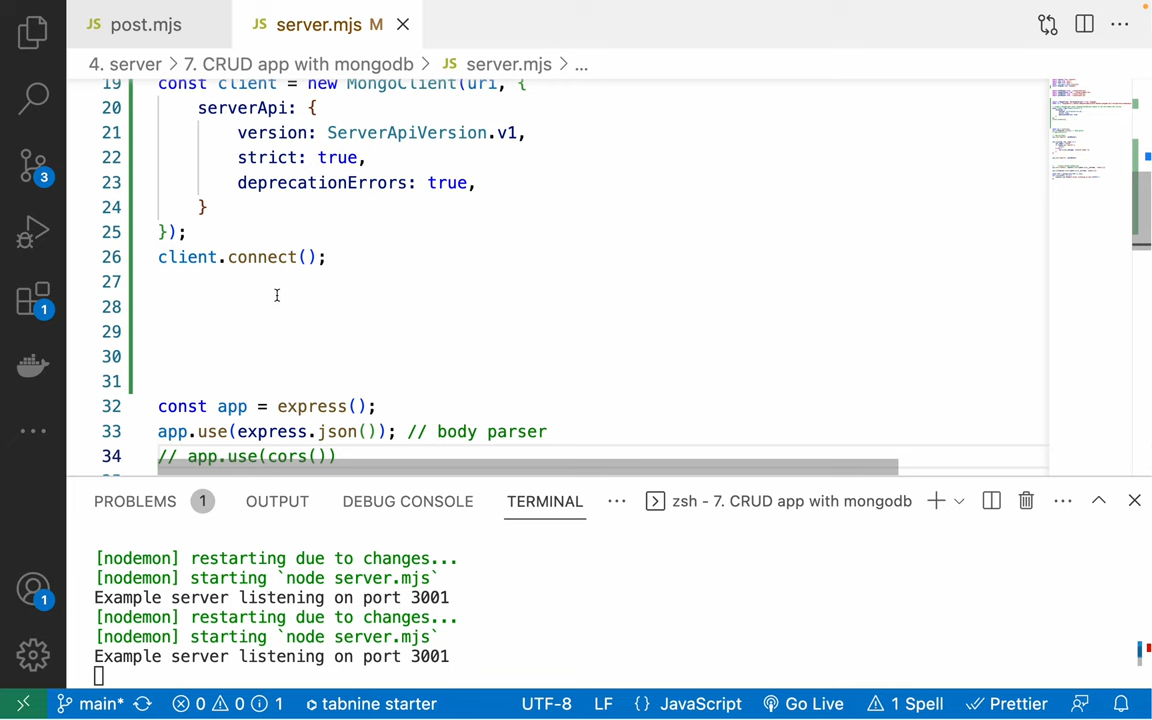 JS post.mjs JS server.mjs M
4. server > 7. CRUD app with mongodb > JS server.mjs > ...
19 const client = new MongoClient(uri, {
20 serverApi: {
21 version: ServerApiVersion.v1,
22 strict: true,
23 deprecationErrors: true,
24 }
25 });
26 client.connect();
27
28
29
30
31
32 const app = express();
33 app.use(express.json()); // body parser
34 // app.use(cors())
3
1
1
PROBLEMS 1 OUTPUT DEBUG CONSOLE TERMINAL ... zsh - 7. CRUD app with mongodb
[nodemon] restarting due to changes...
[nodemon] starting `node server.mjs`
Example server listening on port 3001
[nodemon] restarting due to changes...
[nodemon] starting `node server.mjs`
Example server listening on port 3001
main* 0 0 1 tabnine starter UTF-8 LF {} JavaScript Go Live 1 Spell Prettier